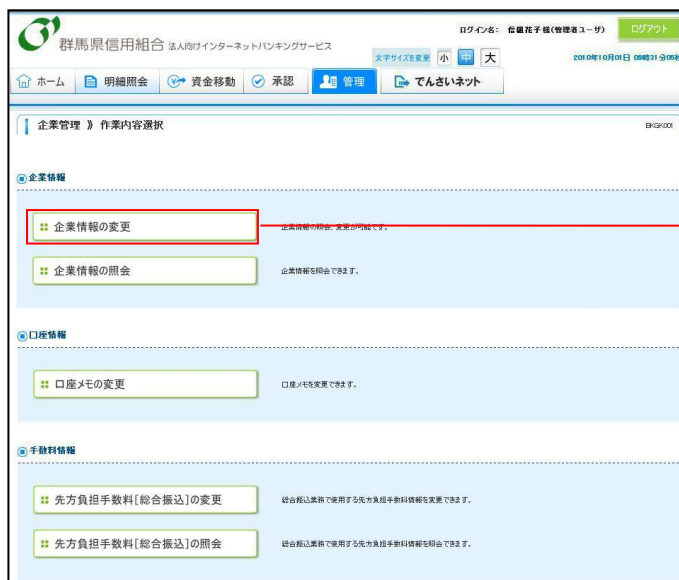 群馬県信用組合 法人向けインターネットバンキングサービス
ログイン名: 信組花子様(管理者ユーザ) ログアウト
文字サイズを変更 小 中 大 2010年10月01日 09時31分05秒
ホーム 明細照会 資金移動 承認 管理 でんさいネット
企業管理 》 作業内容選択 BKGK001
企業情報
企業情報の変更 企業情報の照会、変更が可能です。
企業情報の照会 企業情報を照会できます。
口座情報
口座メモの変更 口座メモを変更できます。
手数料情報
先方負担手数料[総合振込]の変更 総合振込業務で使用する先方負担手数料情報を変更できます。
先方負担手数料[総合振込]の照会 総合振込業務で使用する先方負担手数料情報を照会できます。